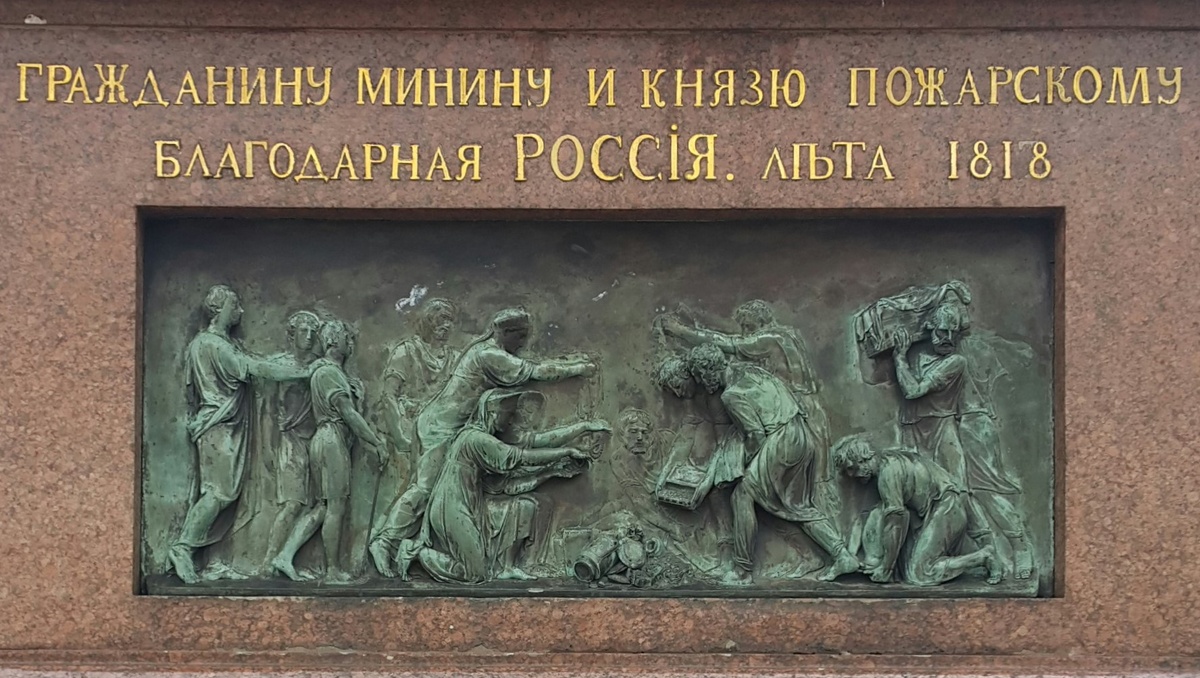 ГРАЖДАНИНУ МИНИНУ И КНЯЗЮ ПОЖАРСКОМУ
БЛАГОДАРНАЯ РОССІЯ. ЛѢТА 1818